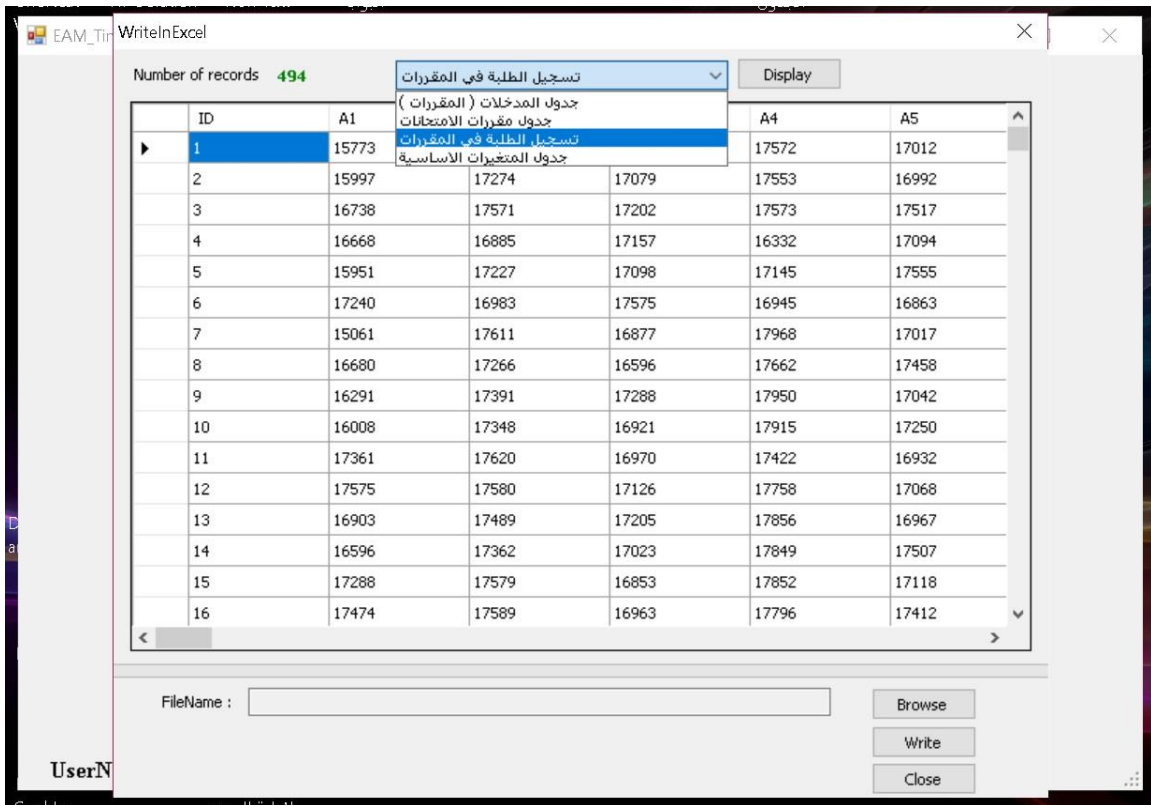 EAM_Tim
WriteInExcel
Number of records 494 تسجيل الطلبة في المقررات Display
جدول المدخلات ( المقررات )
جدول مقررات الامتحانات
تسجيل الطلبة في المقررات
جدول المتغيرات الأساسية
ID A1 A4 A5
1 15773 17572 17012
2 15997 17274 17079 17553 16992
3 16738 17571 17202 17573 17517
4 16668 16885 17157 16332 17094
5 15951 17227 17098 17145 17555
6 17240 16983 17575 16945 16863
7 15061 17611 16877 17968 17017
8 16680 17266 16596 17662 17458
9 16291 17391 17288 17950 17042
10 16008 17348 16921 17915 17250
11 17361 17620 16970 17422 16932
12 17575 17580 17126 17758 17068
13 16903 17489 17205 17856 16967
14 16596 17362 17023 17849 17507
15 17288 17579 16853 17852 17118
16 17474 17589 16963 17796 17412
FileName :
Browse
Write
Close
UserN